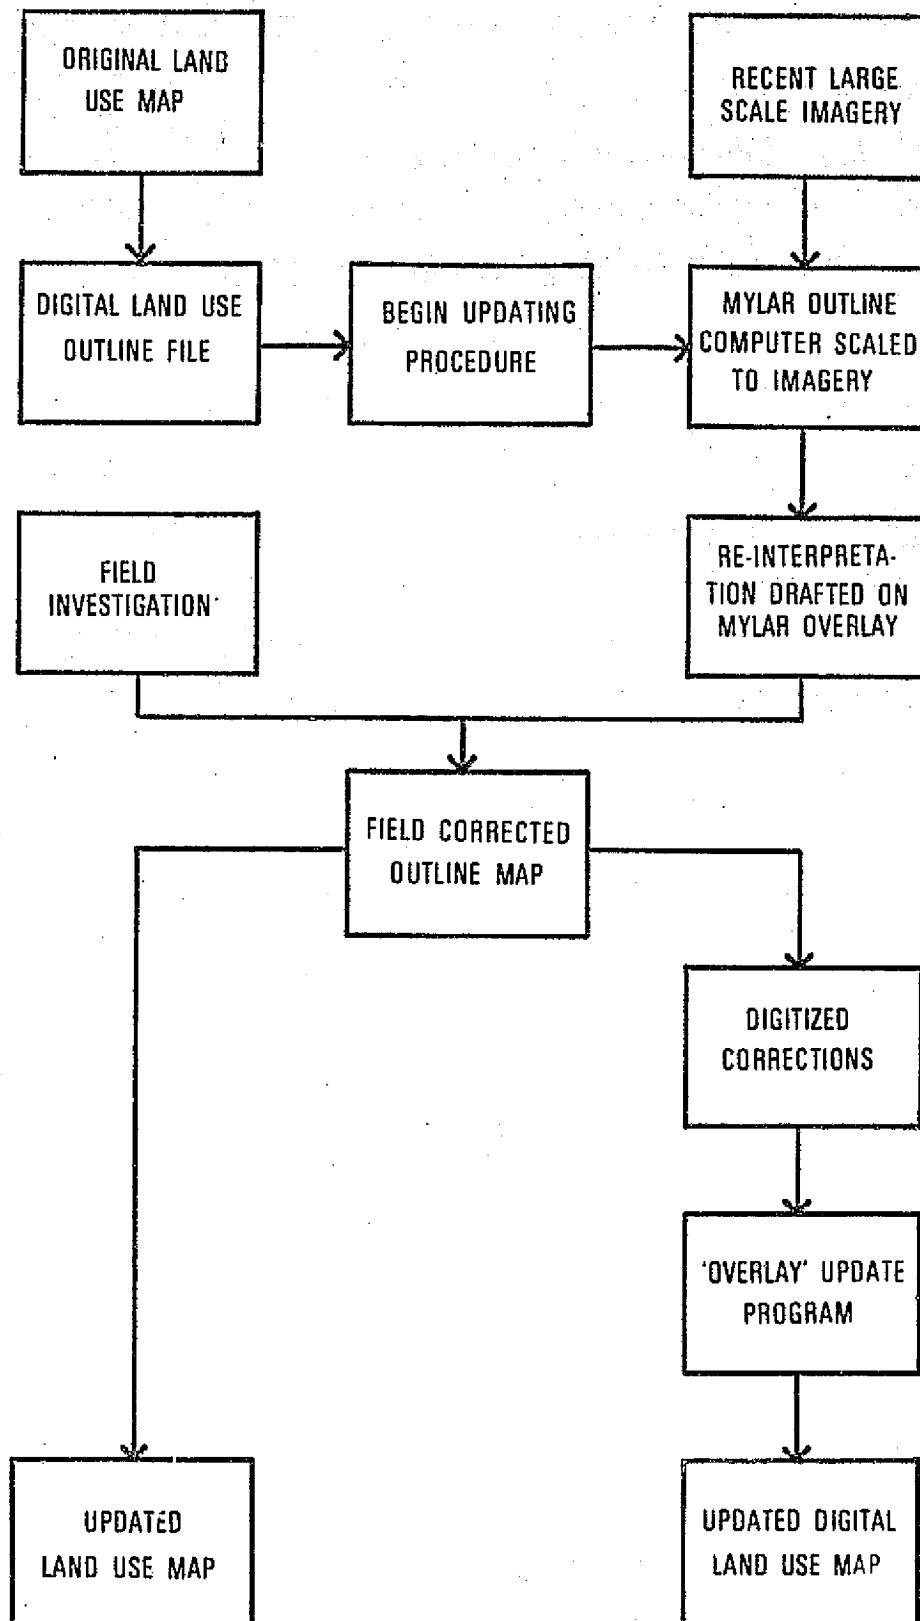 ORIGINAL LAND
USE MAP
RECENT LARGE
SCALE IMAGERY
DIGITAL LAND USE
OUTLINE FILE
BEGIN UPDATING
PROCEDURE
MYLAR OUTLINE
COMPUTER SCALED
TO IMAGERY
FIELD
INVESTIGATION
RE-INTERPRETA-
TION DRAFTED ON
MYLAR OVERLAY
FIELD CORRECTED
OUTLINE MAP
DIGITIZED
CORRECTIONS
'OVERLAY' UPDATE
PROGRAM
UPDATED
LAND USE MAP
UPDATED DIGITAL
LAND USE MAP